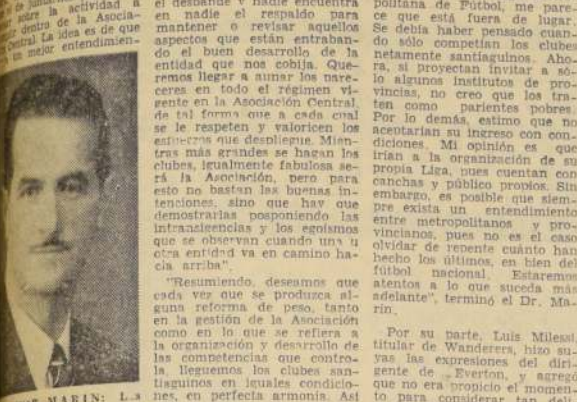 sobre la actividad a
dentro de la Asocia-
Central. La idea es de que
un mejor entendimien-
MARIN: L.s
el desbande y nadie encuentra
en nadie el respaldo para
mantener o revisar aquellos
aspectos que están entraban-
do el buen desarrollo de la
entidad que nos cobija. Que-
remos llegar a aunar los pare-
ceres en todo el régimen vi-
gente en la Asociación Central,
de tal forma que a cada cual
se le respeten y valoricen los
esfuerzos que despliegue. Mien-
tras más grandes se hagan los
clubes, igualmente fabulosa se-
rá la Asociación, pero para
esto no bastan las buenas in-
tenciones, sino que hay que
demostrarlas posponiendo las
intransigencias y los egoísmos
que se observan cuando una u
otra entidad va en camino ha-
cia arriba".
"Resumiendo, deseamos que
cada vez que se produzca al-
guna reforma de peso, tanto
en la gestión de la Asociación
como en lo que se refiera a
la organización y desarrollo de
las competencias que contro-
la, lleguemos los clubes san-
tiaguinos en iguales condicio-
nes, en perfecta armonía. Así
politana de Fútbol, me pare-
ce que está fuera de lugar.
Se debía haber pensado cuan-
do sólo competían los clubes
netamente santiaguinos. Aho-
ra, si proyectan invitar a só-
lo algunos institutos de pro-
vincias, no creo que los tra-
ten como parientes pobres.
Por lo demás, estimo que no
aceptarían su ingreso con con-
diciones. Mi opinión es que
irían a la organización de su
propia Liga, pues cuentan con
canchas y público propios. Sin
embargo, es posible que siem-
pre exista un entendimiento
entre metropolitanos y pro-
vincianos, pues no es el caso
olvidar de repente cuánto han
hecho los últimos, en bien del
fútbol nacional. Estaremos
atentos a lo que suceda más
adelante", terminó el Dr. Ma-
rín.
Por su parte, Luis Milessi,
titular de Wanderers, hizo su-
yas las expresiones del diri-
gente de Everton, y agregó
que no era propicio el momen-
to para considerar tan deli-